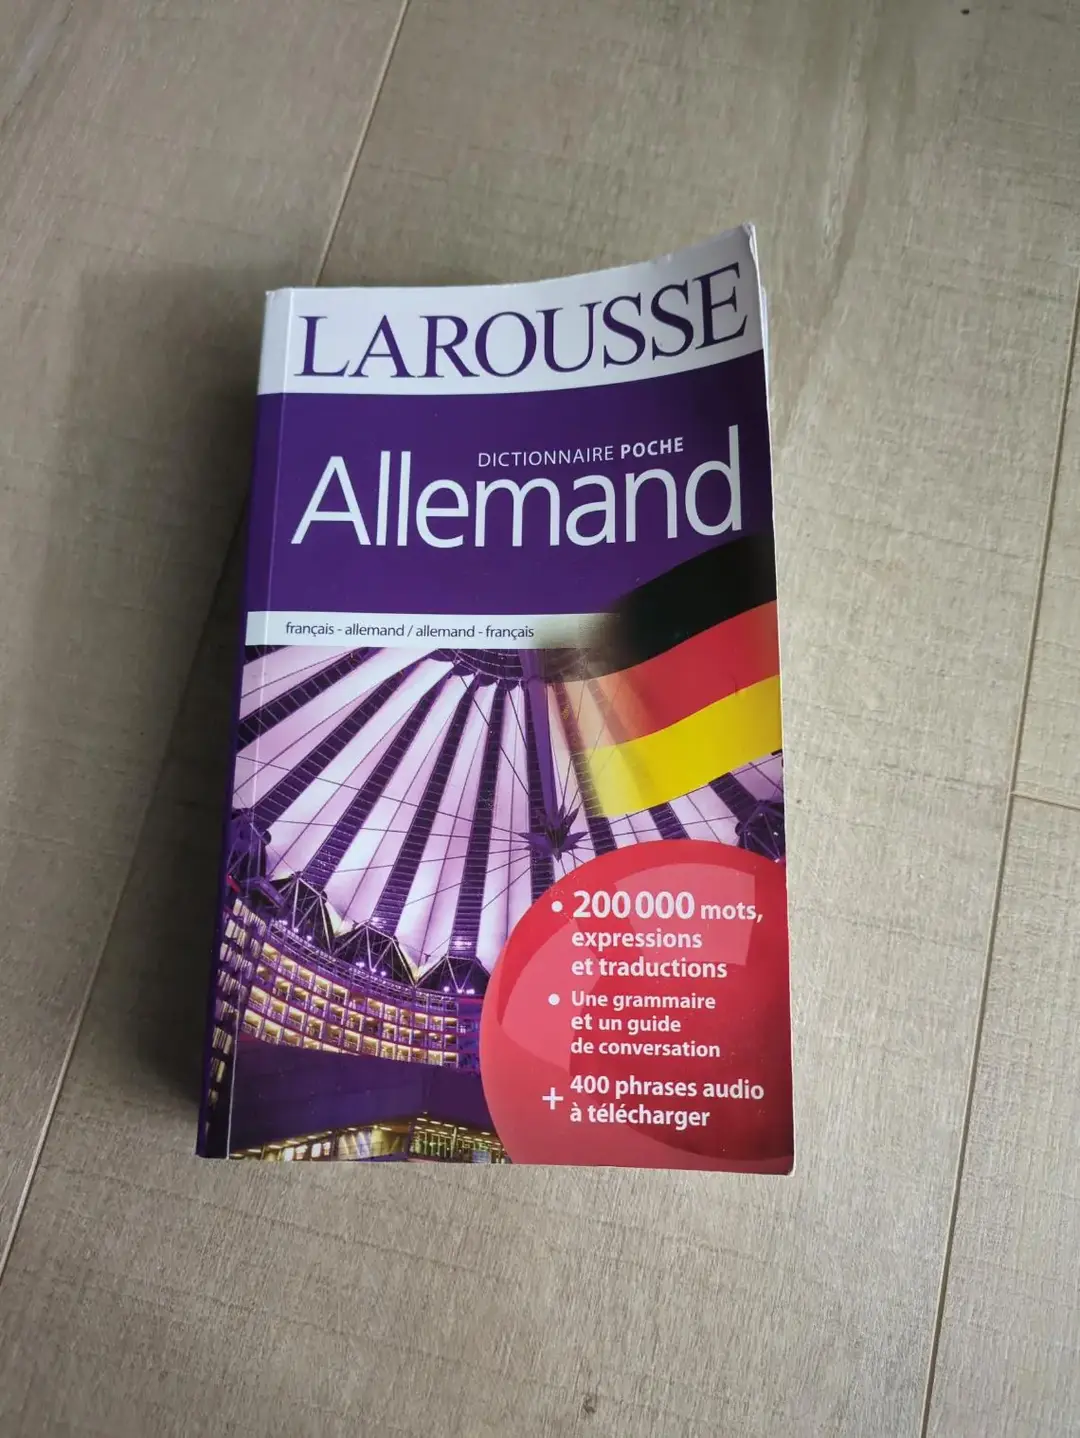 LAROUSSE
DICTIONNAIRE POCHE
Allemand
français - allemand / allemand - français
• 200 000 mots,
expressions
et traductions
• Une grammaire
et un guide
de conversation
+ 400 phrases audio
à télécharger